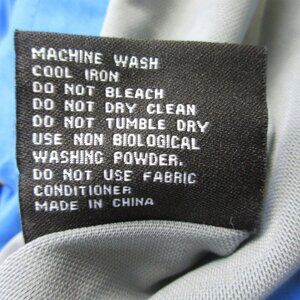 MACHINE WASH
COOL IRON
DO NOT BLEACH
DO NOT DRY CLEAN
DO NOT TUMBLE DRY
USE NON BIOLOGICAL
WASHING POWDER.
DO NOT USE FABRIC
CONDITIONER
MADE IN CHINA